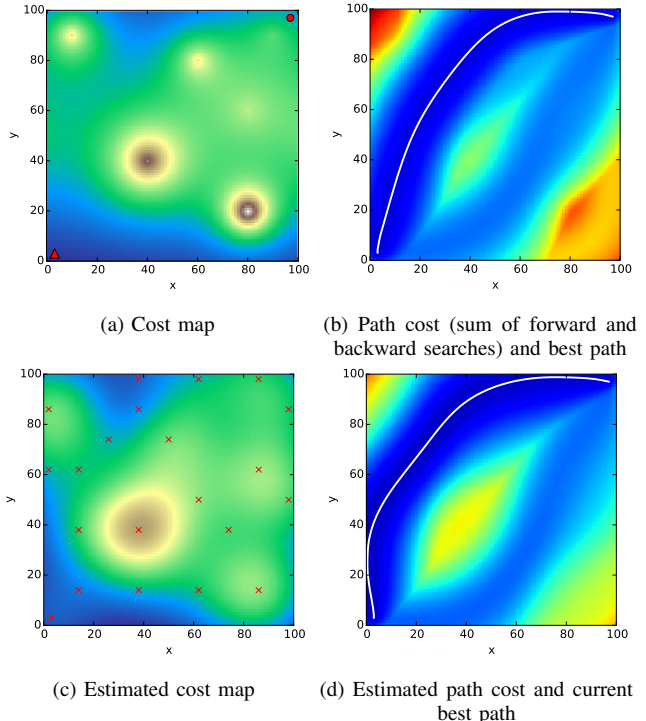 100
80
60
40
20
0
y
0 20 40 60 80 100
x
100
80
60
40
20
0
y
0 20 40 60 80 100
x
(a) Cost map
(b) Path cost (sum of forward and
backward searches) and best path
100
80
60
40
20
0
y
0 20 40 60 80 100
x
100
80
60
40
20
0
y
0 20 40 60 80 100
x
(c) Estimated cost map
(d) Estimated path cost and current
best path